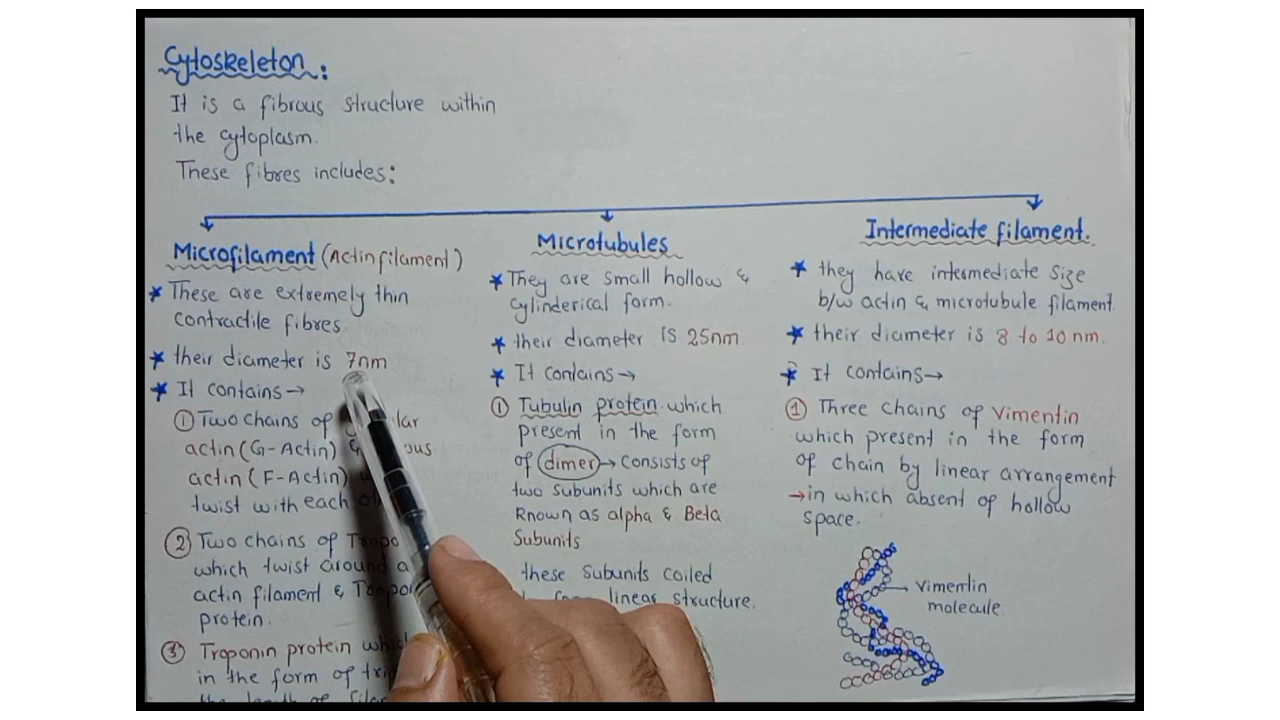 Cytoskeleton:
It is a fibrous structure within
the cytoplasm.
These fibres includes:
Microfilament (Actin filament)
★ These are extremely thin
contractile fibres.
★ their diameter is 7nm
★ It contains →
① Two chains of
actin (G-Actin) &
actin (F-Actin)
twist with each
② Two chains of
which twist around a
actin filament &
protein.
③ Troponin protein
in the form of
the length of
Microtubules
★ They are small hollow &
cylinderical form.
★ their diameter is 25nm.
★ It contains →
① Tubulin protein which
present in the form
of dimer → consists of
two subunits which are
Known as alpha & Beta
Subunits
these subunits coiled
linear structure.
Intermediate filament.
★ they have intermediate size
b/w actin & microtubule filament.
★ their diameter is 8 to 10 nm.
★ It contains →
① Three chains of vimentin
which present in the form
of chain by linear arrangement
→ in which absent of hollow
space.
vimentin
molecule